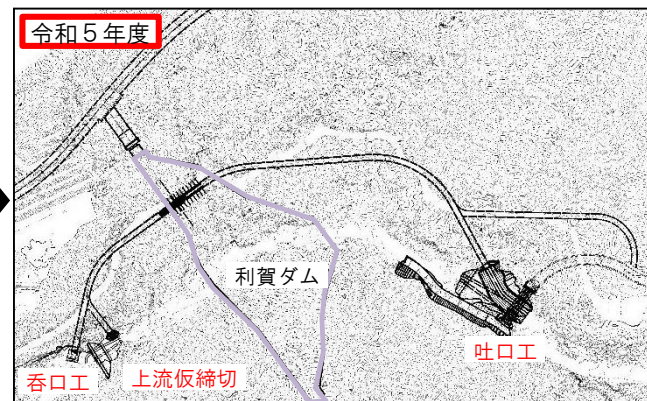 令和５年度
利賀ダム
吐口工
呑口工
上流仮締切